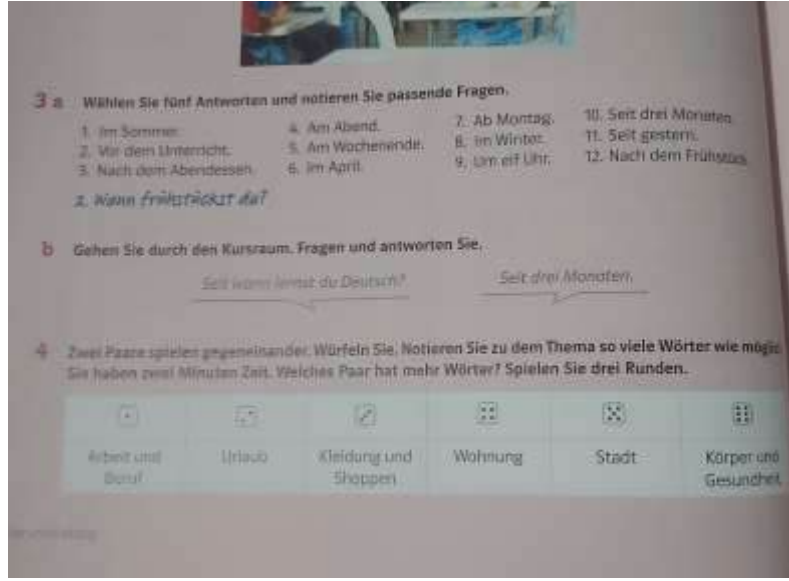 3 a Wählen Sie fünf Antworten und notieren Sie passende Fragen.
1. Im Sommer.
2. Vor dem Unterricht.
3. Nach dem Abendessen.
4. Am Abend.
5. Am Wochenende.
6. Im April.
7. Ab Montag.
8. Im Winter.
9. Um elf Uhr.
10. Seit drei Monaten.
11. Seit gestern.
12. Nach dem Frühstück
2. Wann frühstückst du?
b Gehen Sie durch den Kursraum. Fragen und antworten Sie.
Seit wann lernst du Deutsch?
Seit drei Monaten.
4 Zwei Paare spielen gegeneinander. Würfeln Sie. Notieren Sie zu dem Thema so viele Wörter wie mögli
Sie haben zwei Minuten Zeit. Welches Paar hat mehr Wörter? Spielen Sie drei Runden.
Arbeit und
Beruf
Urlaub
Kleidung und
Shoppen
Wohnung
Stadt
Körper und
Gesundheit